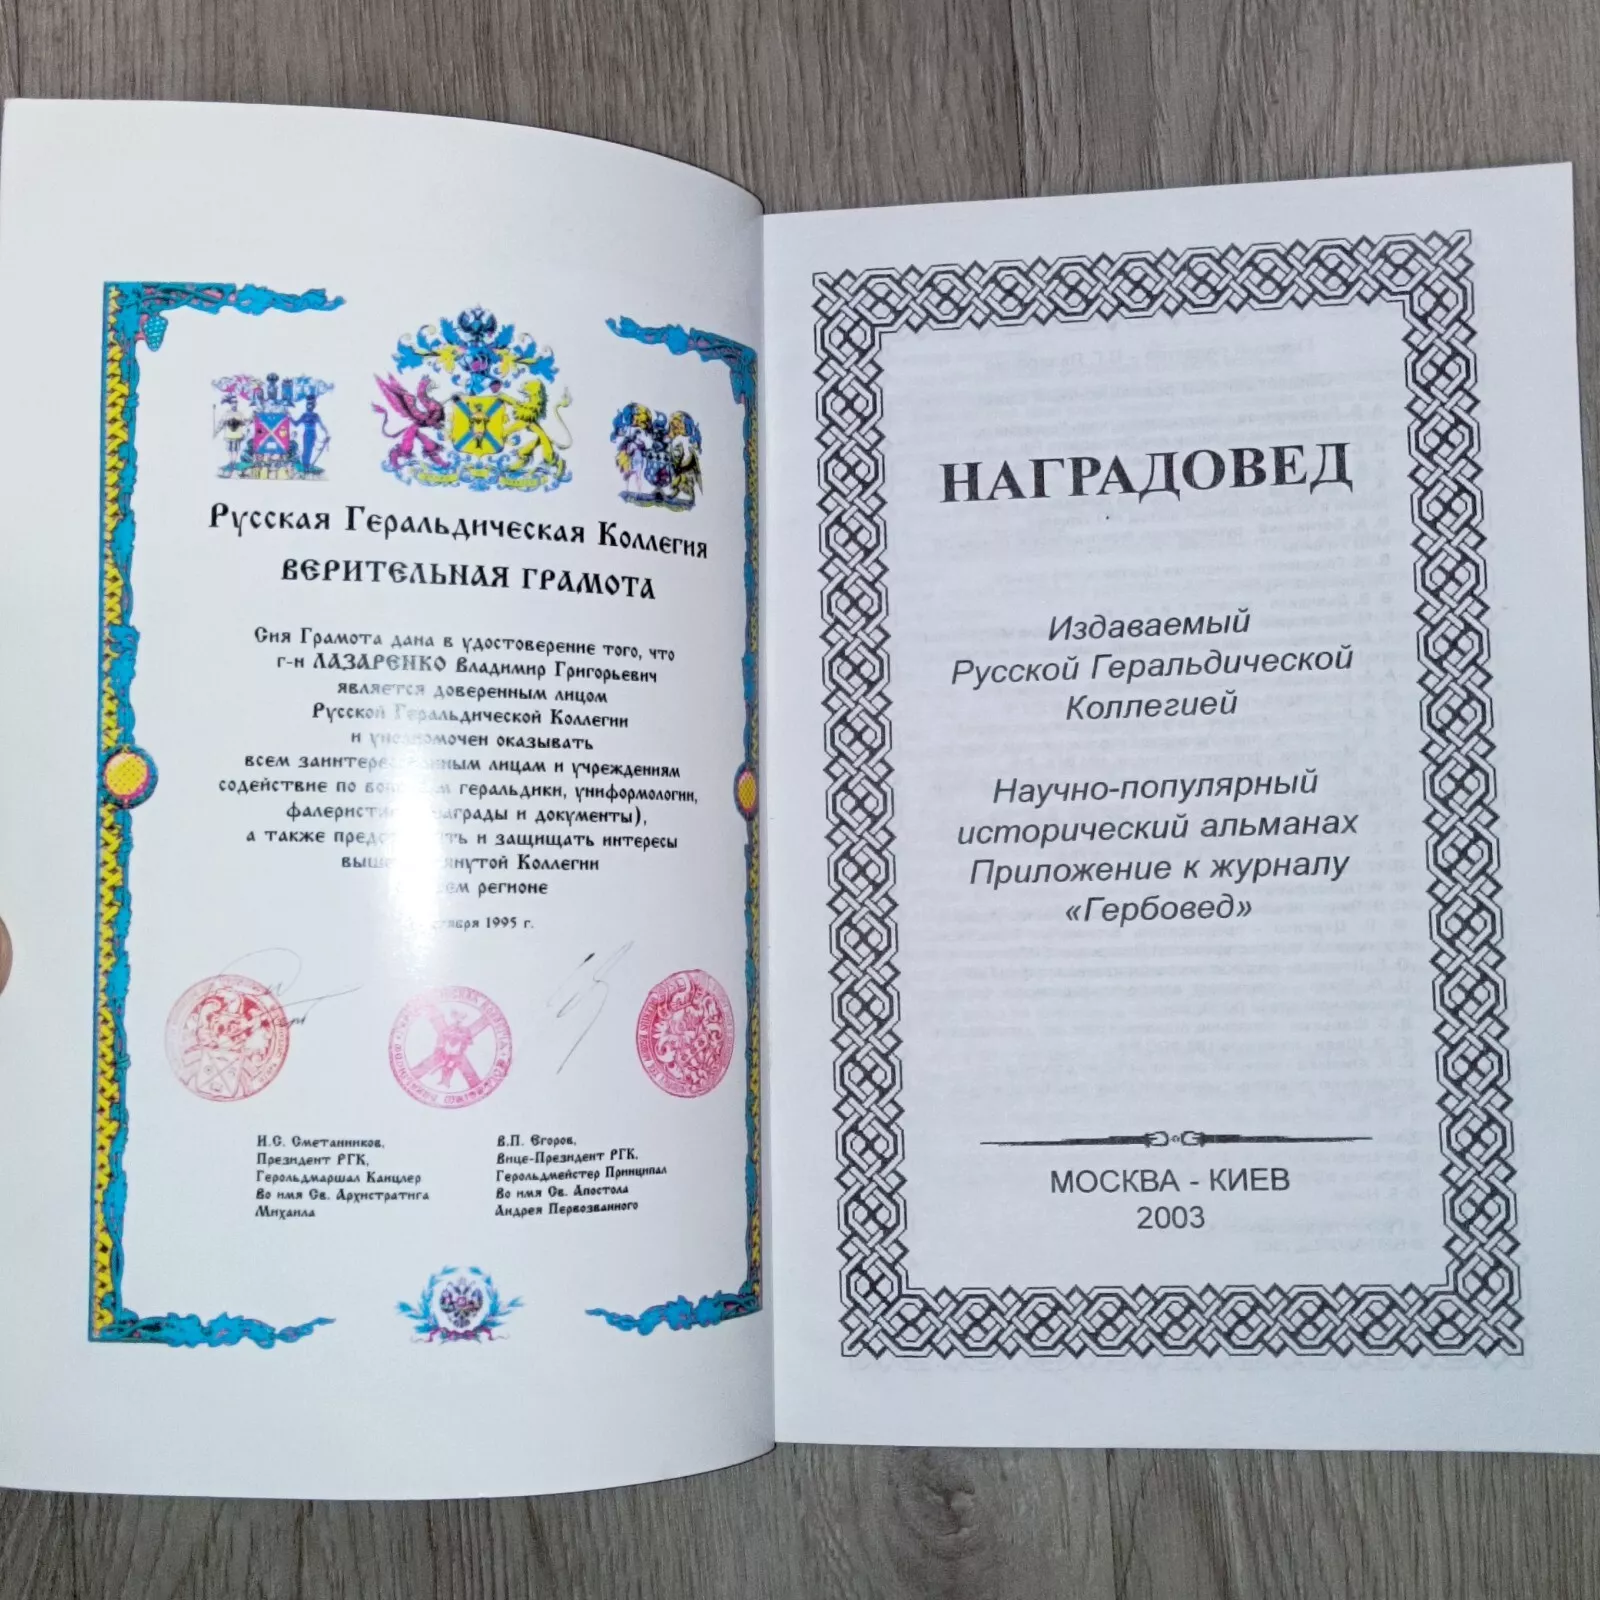 Русская Геральдическая Коллегия
ВЕРИТЕЛЬНАЯ ГРАМОТА
Сия Грамота дана в удостоверение того, что
г-н ЛАЗАРЕНКО Владимир Григорьевич
является доверенным лицом
Русской Геральдической Коллегии
и уполномочен оказывать
всем заинтересованным лицам и учреждениям
содействие по вопросам геральдики, униформологии,
фалеристики (награды и документы),
а также представлять и защищать интересы
вышеупомянутой Коллегии
в своем регионе
1995 г.
И.С. Сметанников,
Президент РГК,
Герольдмаршал Канцлер
Во имя Св. Архистратига
Михаила
В.П. Егоров,
Вице-Президент РГК,
Герольдмейстер Принципал
Во имя Св. Апостола
Андрея Первозванного
НАГРАДОВЕД
Издаваемый
Русской Геральдической
Коллегией
Научно-популярный
исторический альманах
Приложение к журналу
«Гербовед»
МОСКВА - КИЕВ
2003